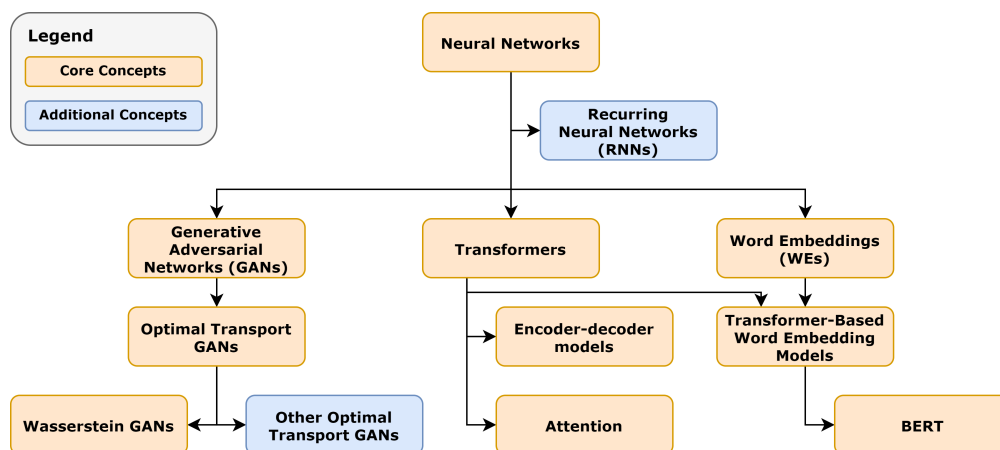 Legend
Core Concepts
Additional Concepts
Neural Networks
Recurring
Neural Networks
(RNNs)
Generative
Adversarial
Networks (GANs)
Transformers
Word Embeddings
(WEs)
Optimal Transport
GANs
Encoder-decoder
models
Transformer-Based
Word Embedding
Models
Wasserstein GANs
Other Optimal
Transport GANs
Attention
BERT